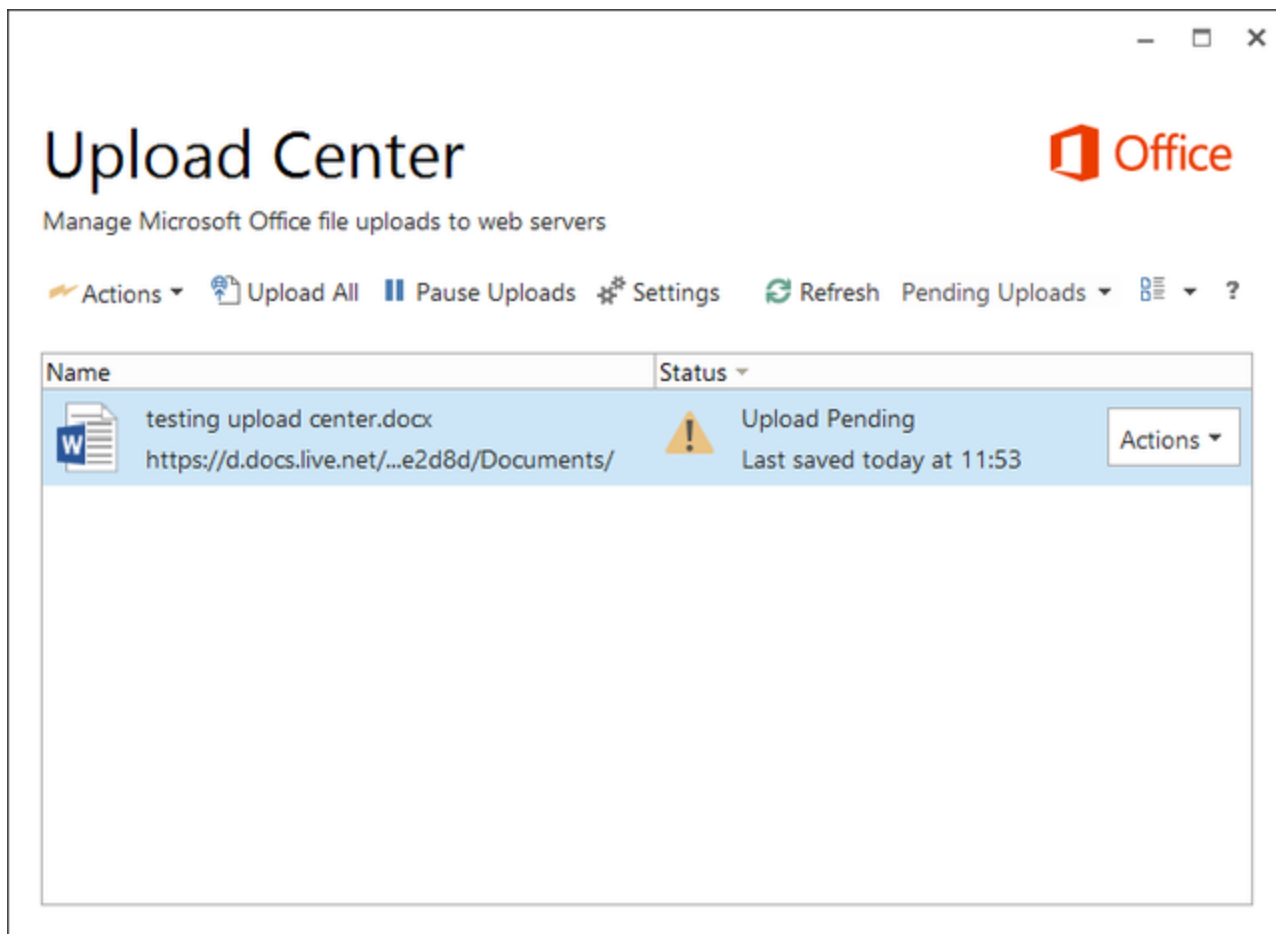 Upload Center
Office
Manage Microsoft Office file uploads to web servers
Actions Upload All Pause Uploads Settings Refresh Pending Uploads ?
Name Status
testing upload center.docx Upload Pending
Actions
https://d.docs.live.net/...e2d8d/Documents/ Last saved today at 11:53
W